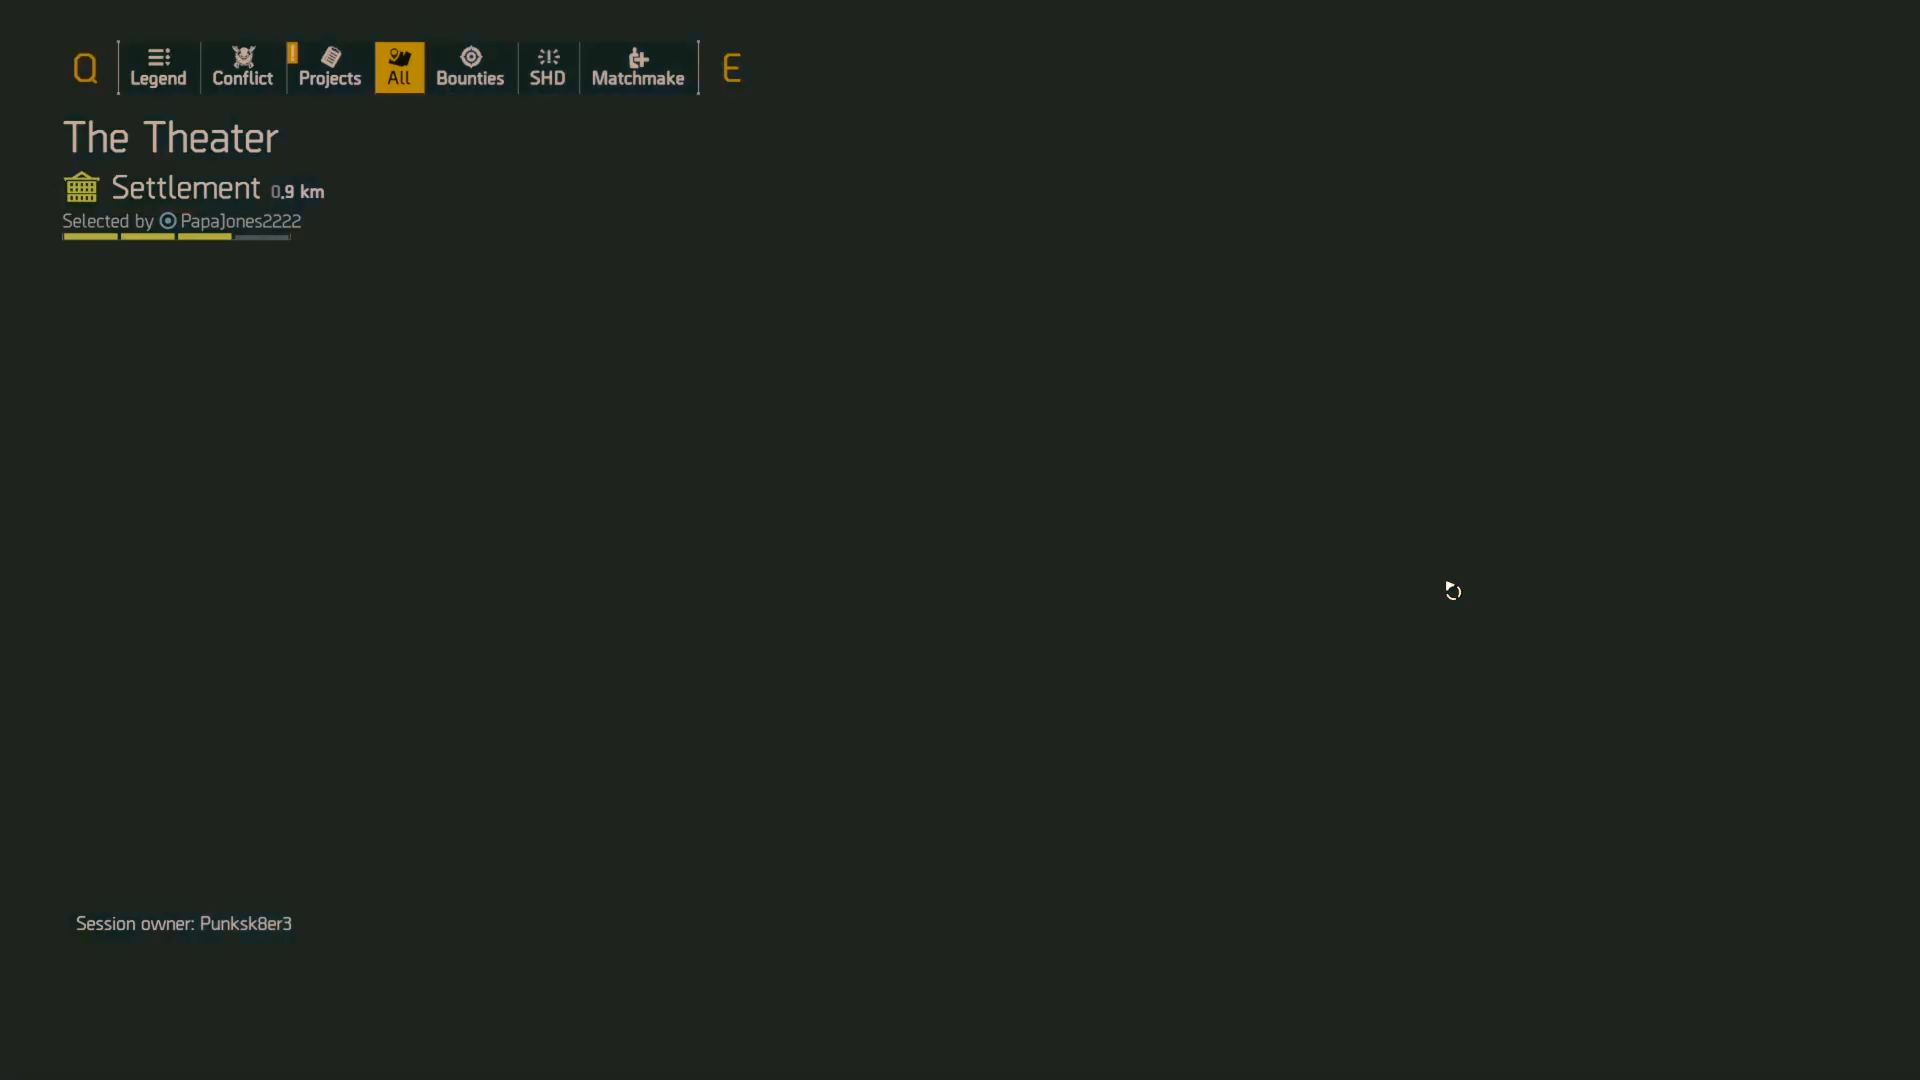 Q Legend Conflict Projects All Bounties SHD Matchmake E
The Theater
Settlement 0.9 km
Selected by PapaJones2222
Session owner: Punksk8er3